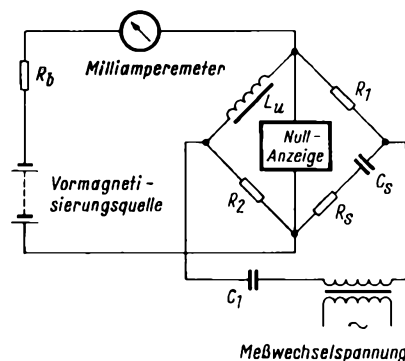 Milliamperemeter
R_b
R_1
L_u
Null-
Anzeige
C_s
Vormagneti-
sierungsquelle
R_2
R_s
C_1
~
Meßwechselspannung